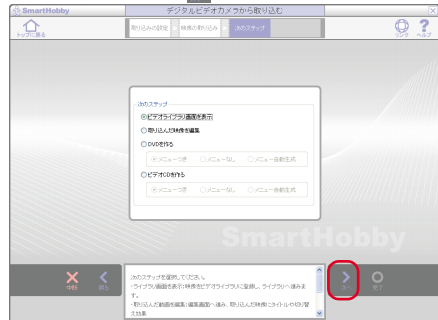 SmartHobby
デジタルビデオカメラから取り込む
トップに戻る
取り込みの設定
映像の取り込み
次のステップ
リンク
ヘルプ
次のステップ
ビデオライブラリ画面を表示
取り込んだ映像を編集
DVDを作る
メニューつき
メニューなし
メニュー自動生成
ビデオCDを作る
メニューつき
メニューなし
メニュー自動生成
SmartHobby
中断
戻る
次のステップを選択してください。
・ライブラリ画面を表示:映像をビデオライブラリに登録し、ライブラリへ進みま
す。
・取り込んだ動画を編集:編集画面へ進み、取り込んだ映像にタイトルや切り替
え効果
次へ
完了